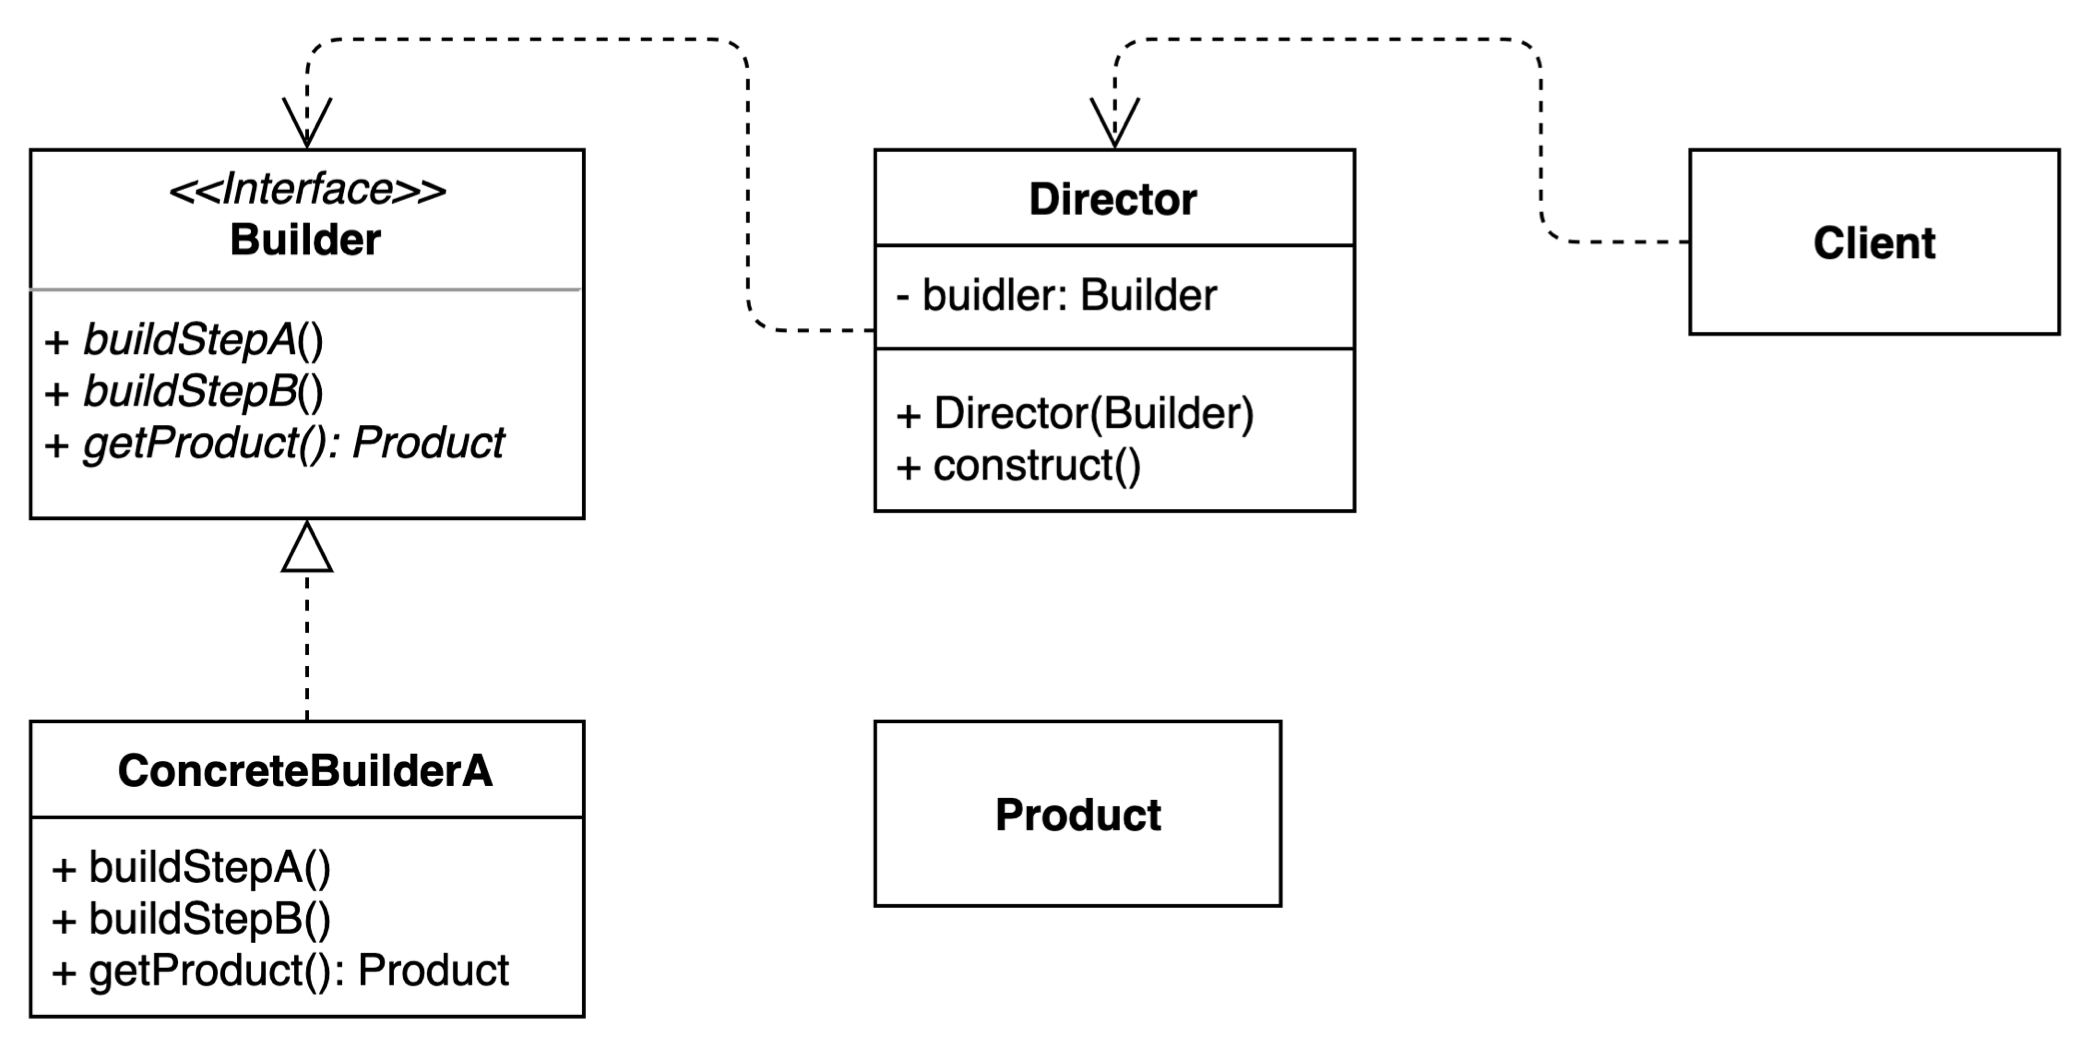 <<Interface>>
Builder
+ buildStepA()
+ buildStepB()
+ getProduct(): Product
Director
- buidler: Builder
+ Director(Builder)
+ construct()
Client
ConcreteBuilderA
+ buildStepA()
+ buildStepB()
+ getProduct(): Product
Product